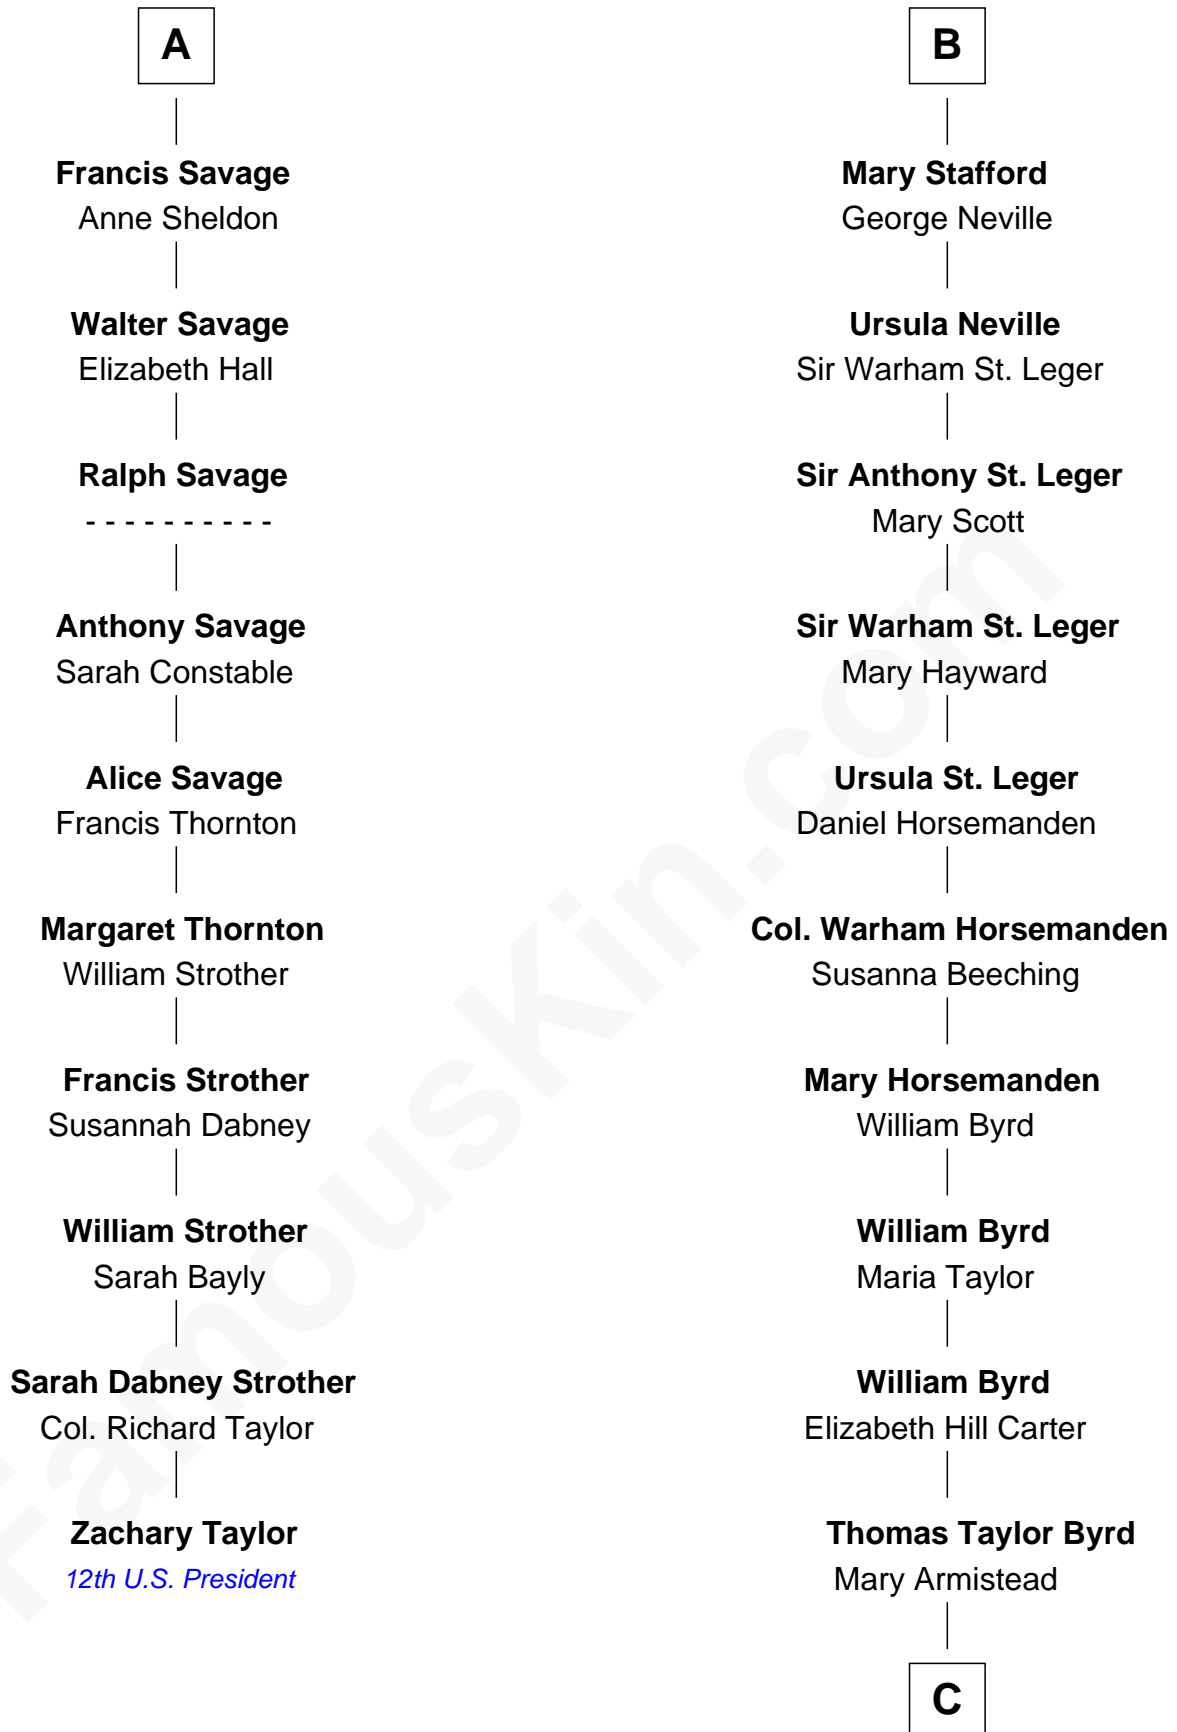 A
Francis Savage
Anne Sheldon
Walter Savage
Elizabeth Hall
Ralph Savage
- - - - - - - - - -
Anthony Savage
Sarah Constable
Alice Savage
Francis Thornton
Margaret Thornton
William Strother
Francis Strother
Susannah Dabney
William Strother
Sarah Bayly
Sarah Dabney Strother
Col. Richard Taylor
Zachary Taylor
12th U.S. President
B
Mary Stafford
George Neville
Ursula Neville
Sir Warham St. Leger
Sir Anthony St. Leger
Mary Scott
Sir Warham St. Leger
Mary Hayward
Ursula St. Leger
Daniel Horsemanden
Col. Warham Horsemanden
Susanna Beeching
Mary Horsemanden
William Byrd
William Byrd
Maria Taylor
William Byrd
Elizabeth Hill Carter
Thomas Taylor Byrd
Mary Armistead
C
FamousKin.com